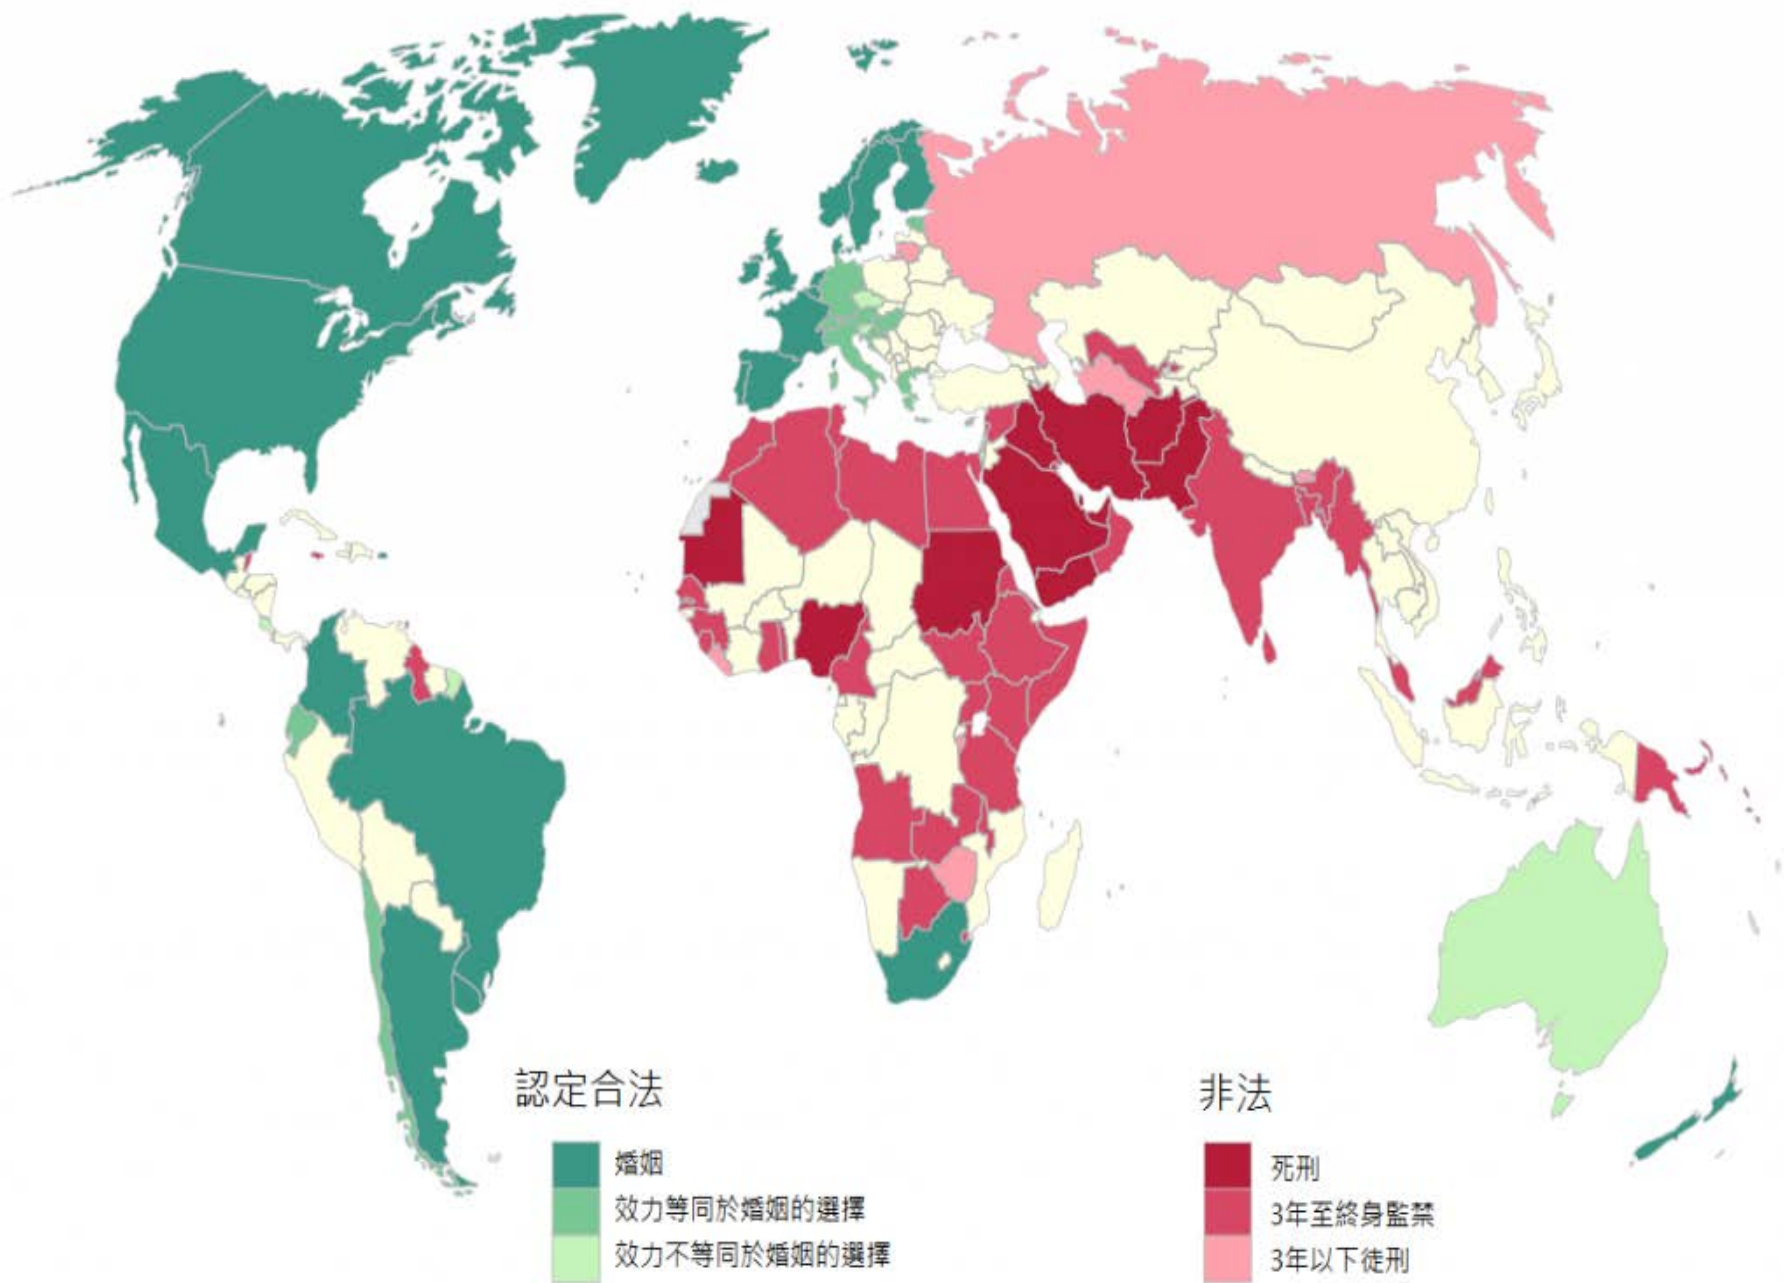 認定合法
婚姻
效力等同於婚姻的選擇
效力不等同於婚姻的選擇
非法
死刑
3年至終身監禁
3年以下徒刑